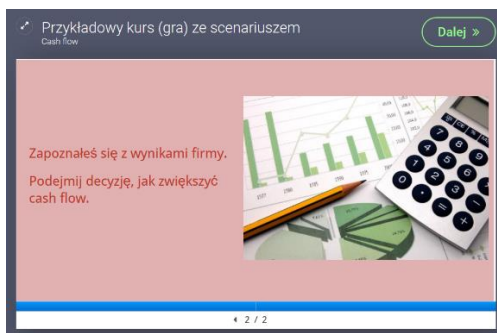 Przykładowy kurs (gra) ze scenariuszem
Cash flow
Dalej »
Zapoznałeś się z wynikami firmy.
Podejmij decyzję, jak zwiększyć
cash flow.
2 / 2